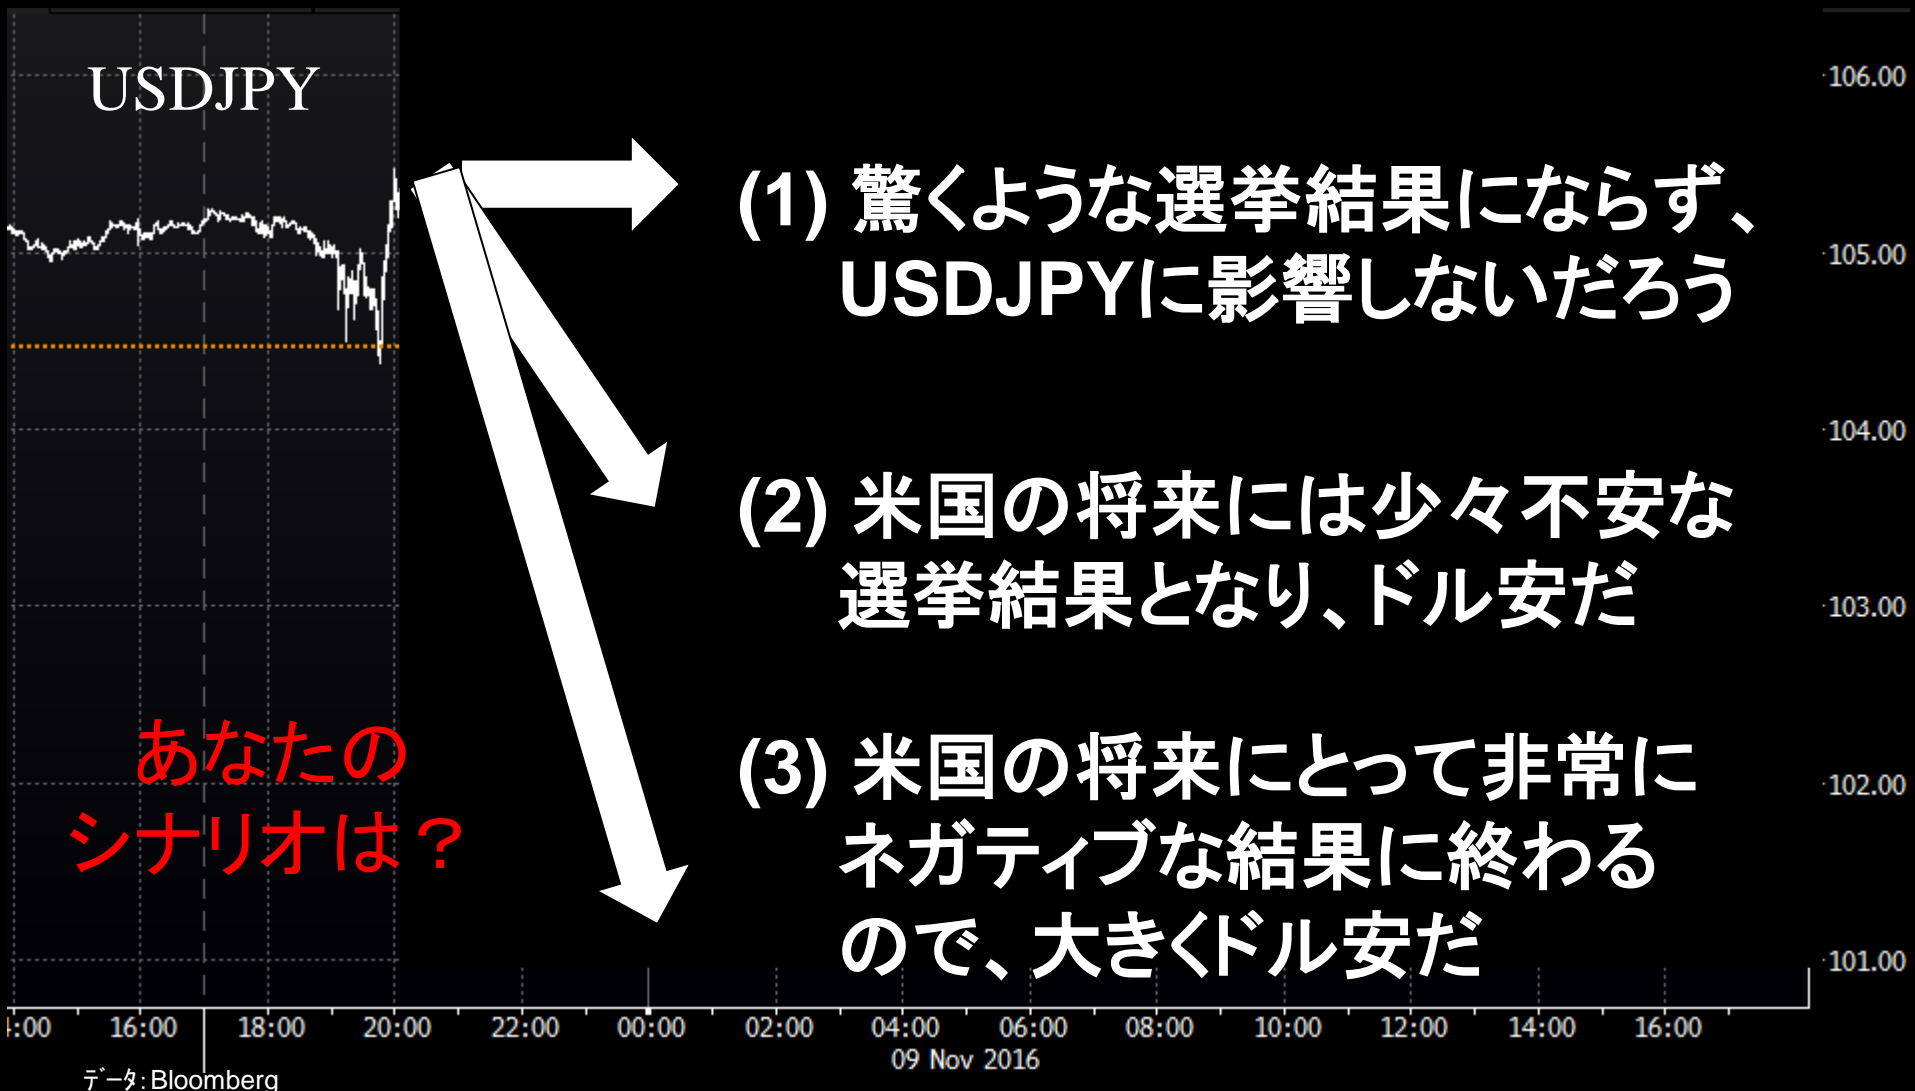 USDJPY
(1) 驚くような選挙結果にならず、
USDJPYに影響しないだろう
(2) 米国の将来には少々不安な
選挙結果となり、ドル安だ
(3) 米国の将来にとって非常に
ネガティブな結果に終わる
ので、大きくドル安だ
あなたの
シナリオは？
106.00
105.00
104.00
103.00
102.00
101.00
:00 16:00 18:00 20:00 22:00 00:00 02:00 04:00 06:00 08:00 10:00 12:00 14:00 16:00
09 Nov 2016
ﾃﾞｰﾀ：Bloomberg